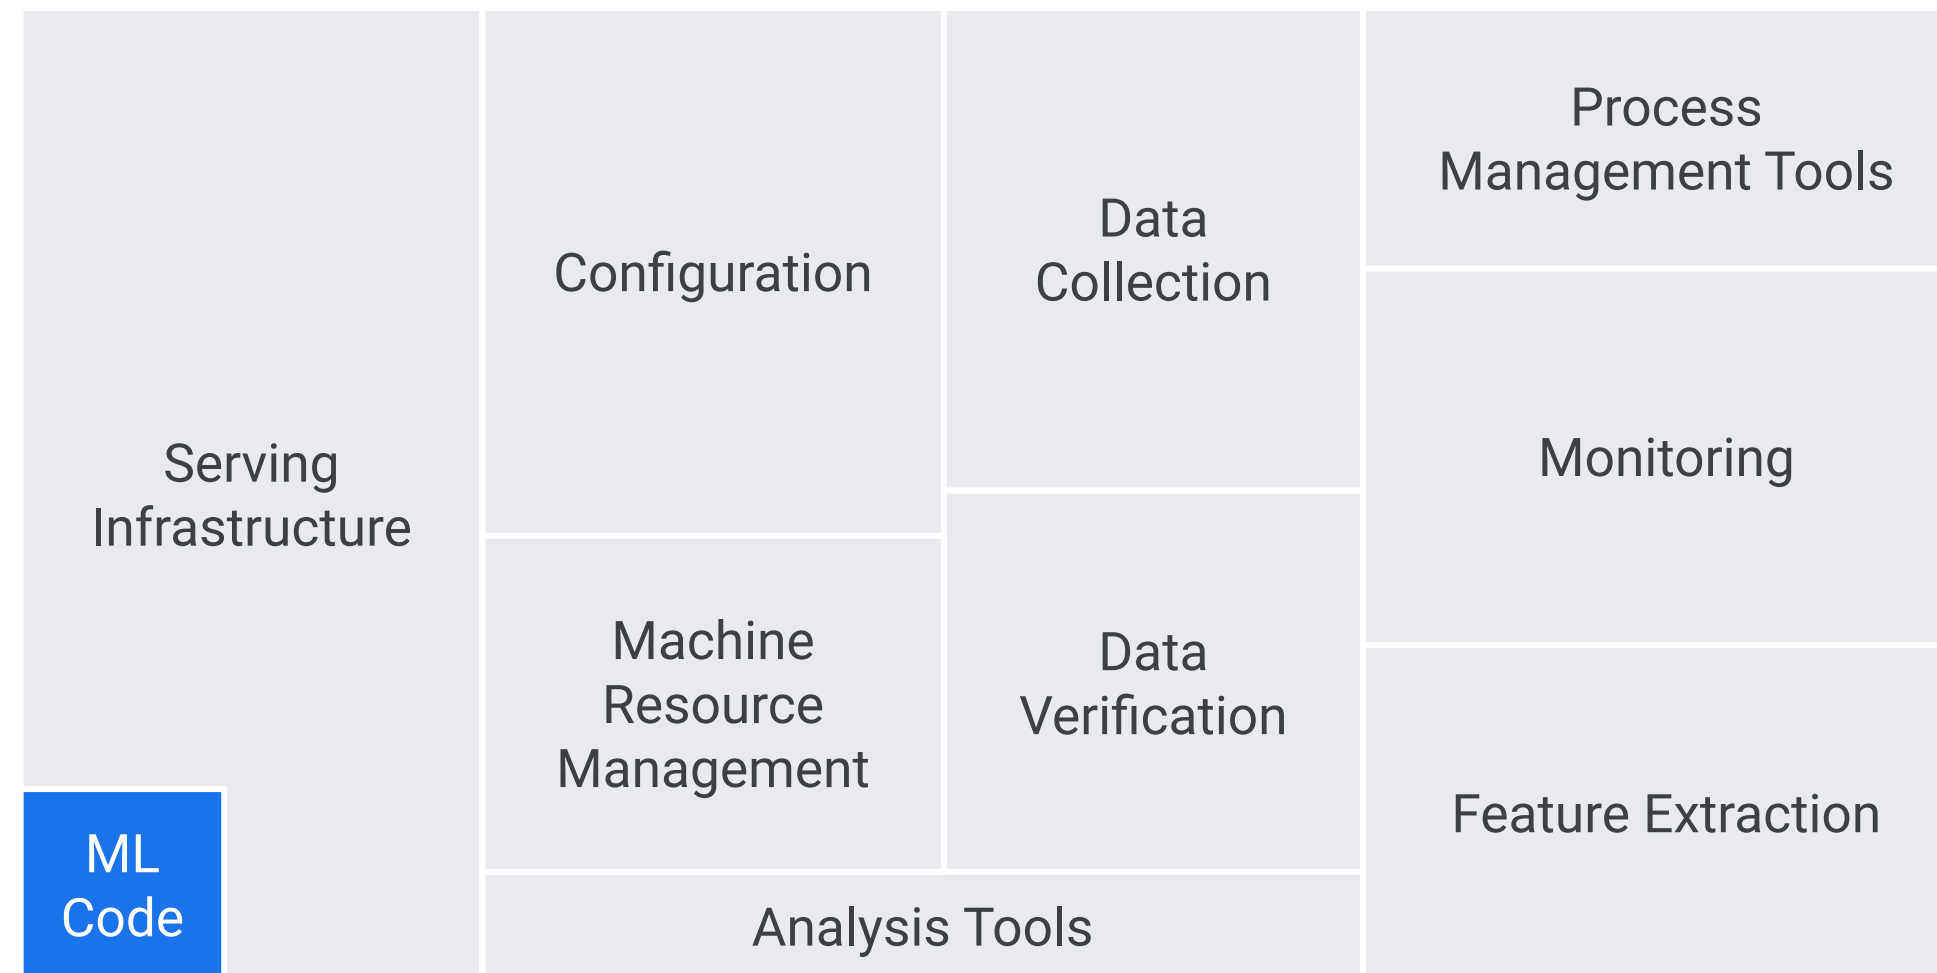 Serving
Infrastructure
ML
Code
Configuration
Machine
Resource
Management
Data
Collection
Data
Verification
Analysis Tools
Process
Management Tools
Monitoring
Feature Extraction